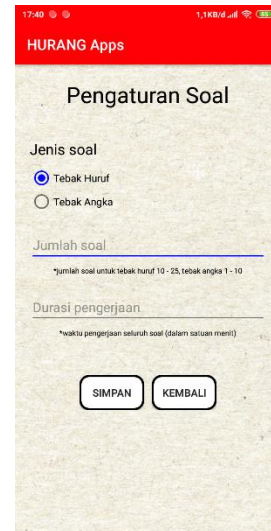 17:40
1,1KB/d
HURANG Apps
Pengaturan Soal
Jenis soal
Tebak Huruf
Tebak Angka
Jumlah soal
*jumlah soal untuk tebak huruf 10 - 25, tebak angka 1 - 10
Durasi pengerjaan
*waktu pengerjaan seluruh soal (dalam satuan menit)
SIMPAN KEMBALI